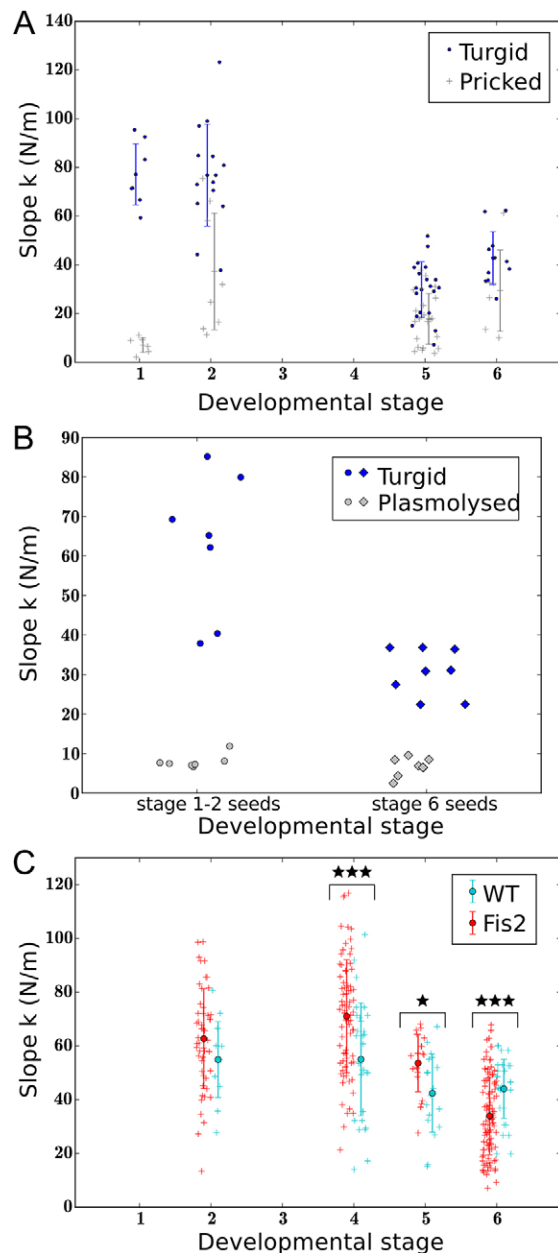 A
140
120
100
80
60
40
20
0
Slope k (N/m)
Turgid
Pricked
1 2 3 4 5 6
Developmental stage
B
90
80
70
60
50
40
30
20
10
0
Slope k (N/m)
Turgid
Plasmolysed
stage 1-2 seeds stage 6 seeds
Developmental stage
C
120
100
80
60
40
20
0
Slope k (N/m)
★★★
★
★★★
WT
Fis2
1 2 3 4 5 6
Developmental stage